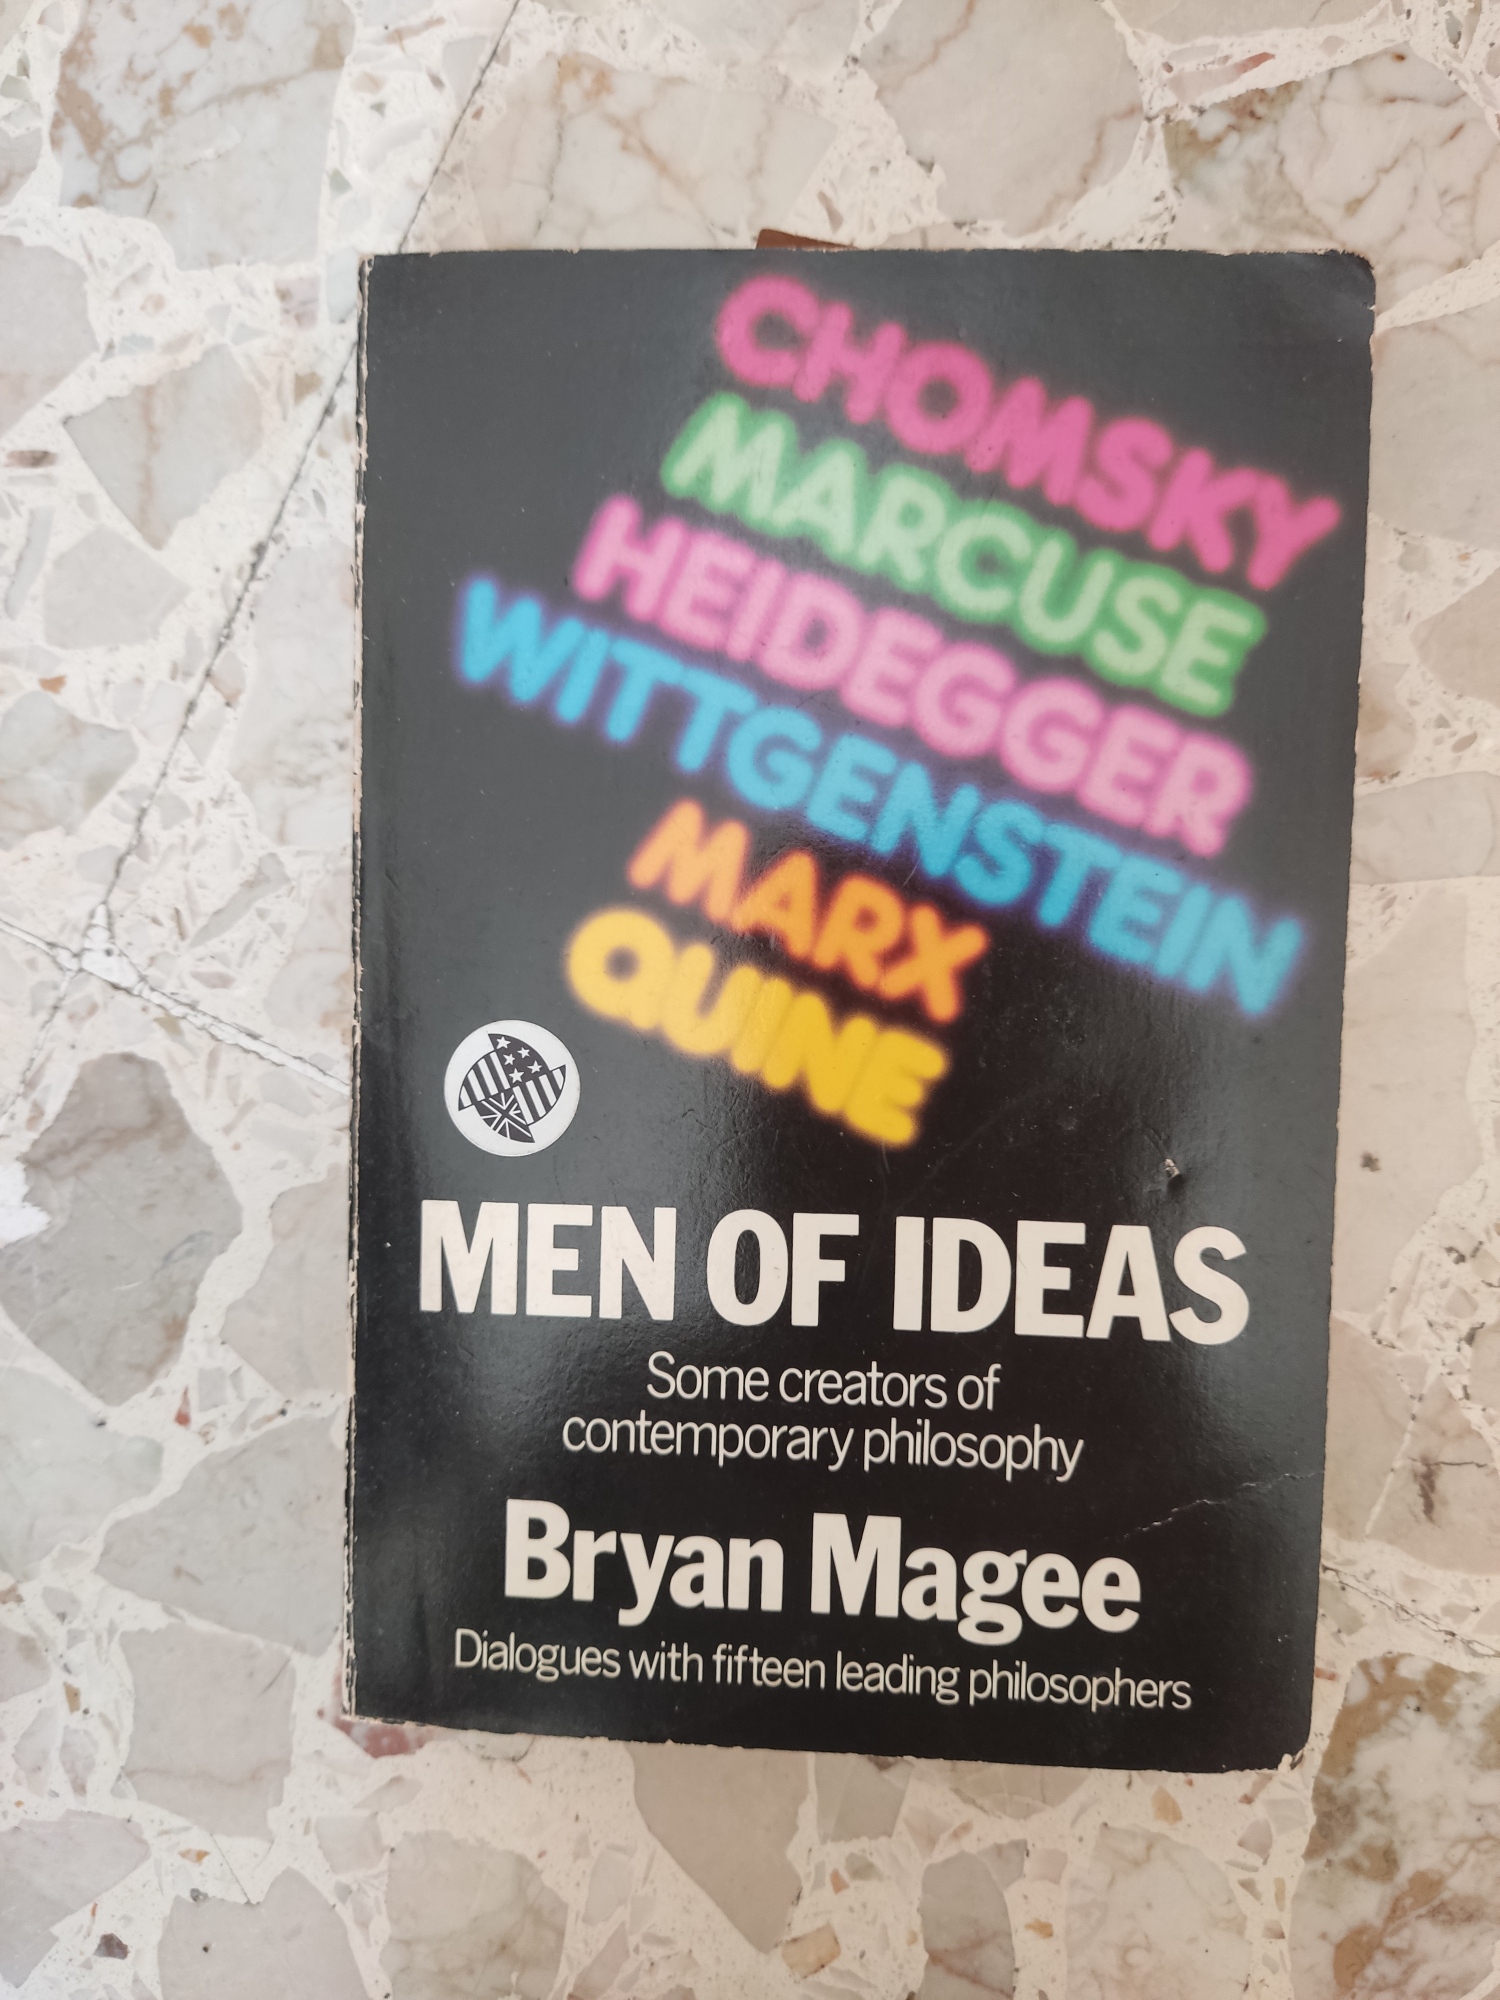 CHOMSKY
MARCUSE
HEIDEGGER
WITTGENSTEIN
MARX
QUINE
MEN OF IDEAS
Some creators of
contemporary philosophy
Bryan Magee
Dialogues with fifteen leading philosophers